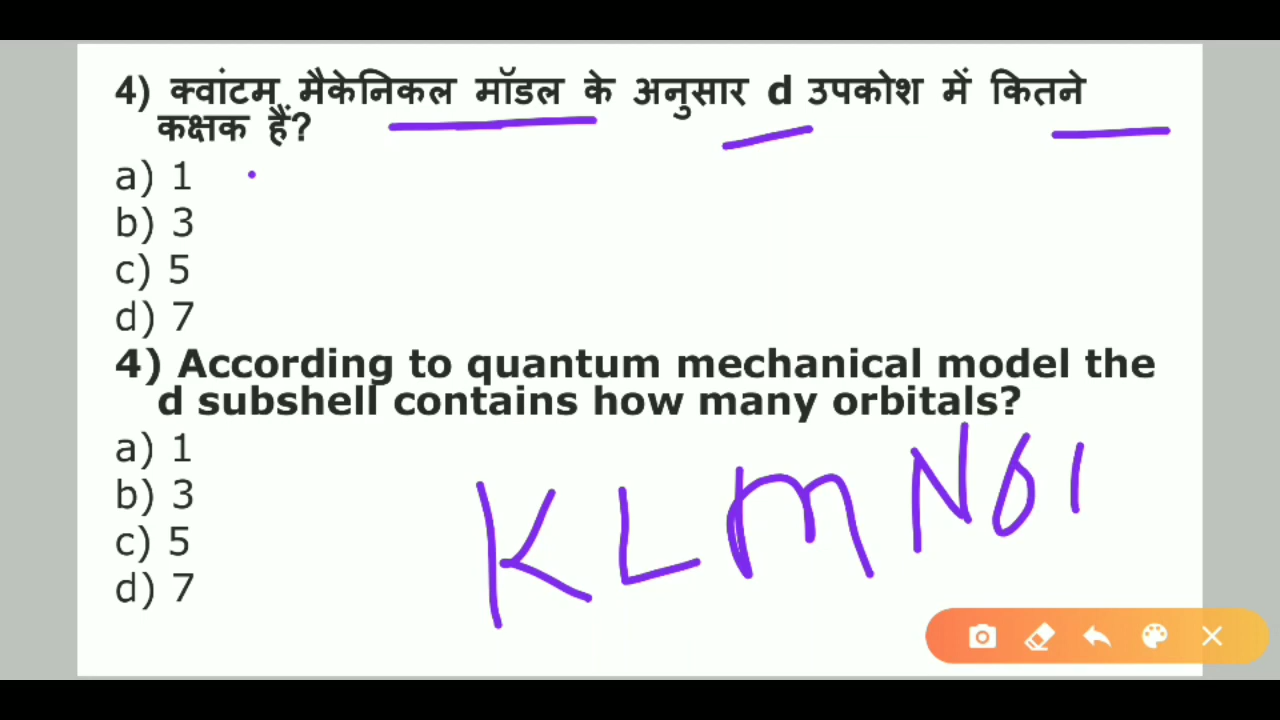 4) क्वांटम मैकेनिकल मॉडल के अनुसार d उपकोश में कितने
कक्षक हैं?
a) 1
b) 3
c) 5
d) 7
4) According to quantum mechanical model the
d subshell contains how many orbitals?
a) 1
b) 3
c) 5
d) 7
K L M N O